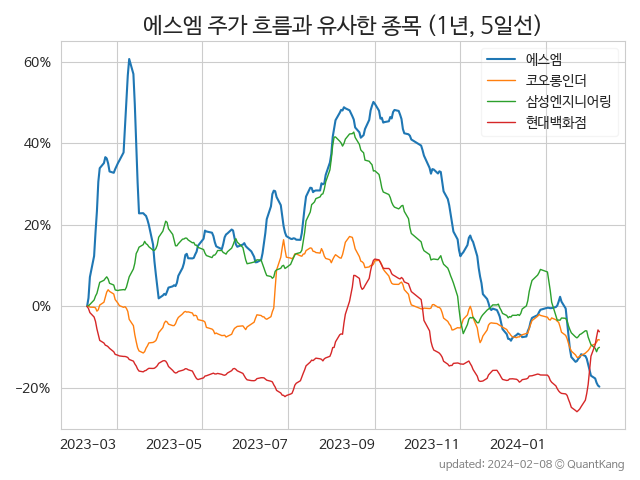 에스엠 주가 흐름과 유사한 종목 (1년, 5일선)
에스엠
코오롱인더
삼성엔지니어링
현대백화점
60%
40%
20%
0%
−20%
2023-03 2023-05 2023-07 2023-09 2023-11 2024-01
updated: 2024-02-08 © QuantKang